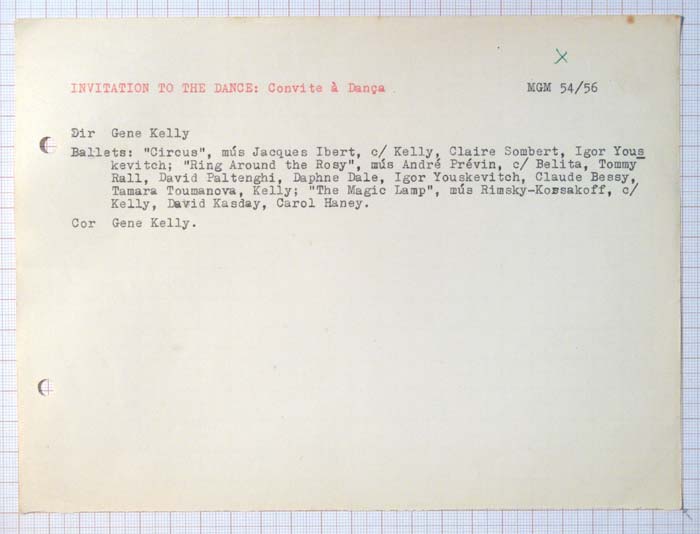 X
INVITATION TO THE DANCE: Convite à Dança MGM 54/56
Dir Gene Kelly
Ballets: "Circus", mús Jacques Ibert, c/ Kelly, Claire Sombert, Igor Yous
kevitch; "Ring Around the Rosy", mús André Prévin, c/ Belita, Tommy
Rall, David Paltenghi, Daphne Dale, Igor Youskevitch, Claude Bessy,
Tamara Toumanova, Kelly; "The Magic Lamp", mús Rimsky-Korsakoff, c/
Kelly, David Kasday, Carol Haney.
Cor Gene Kelly.